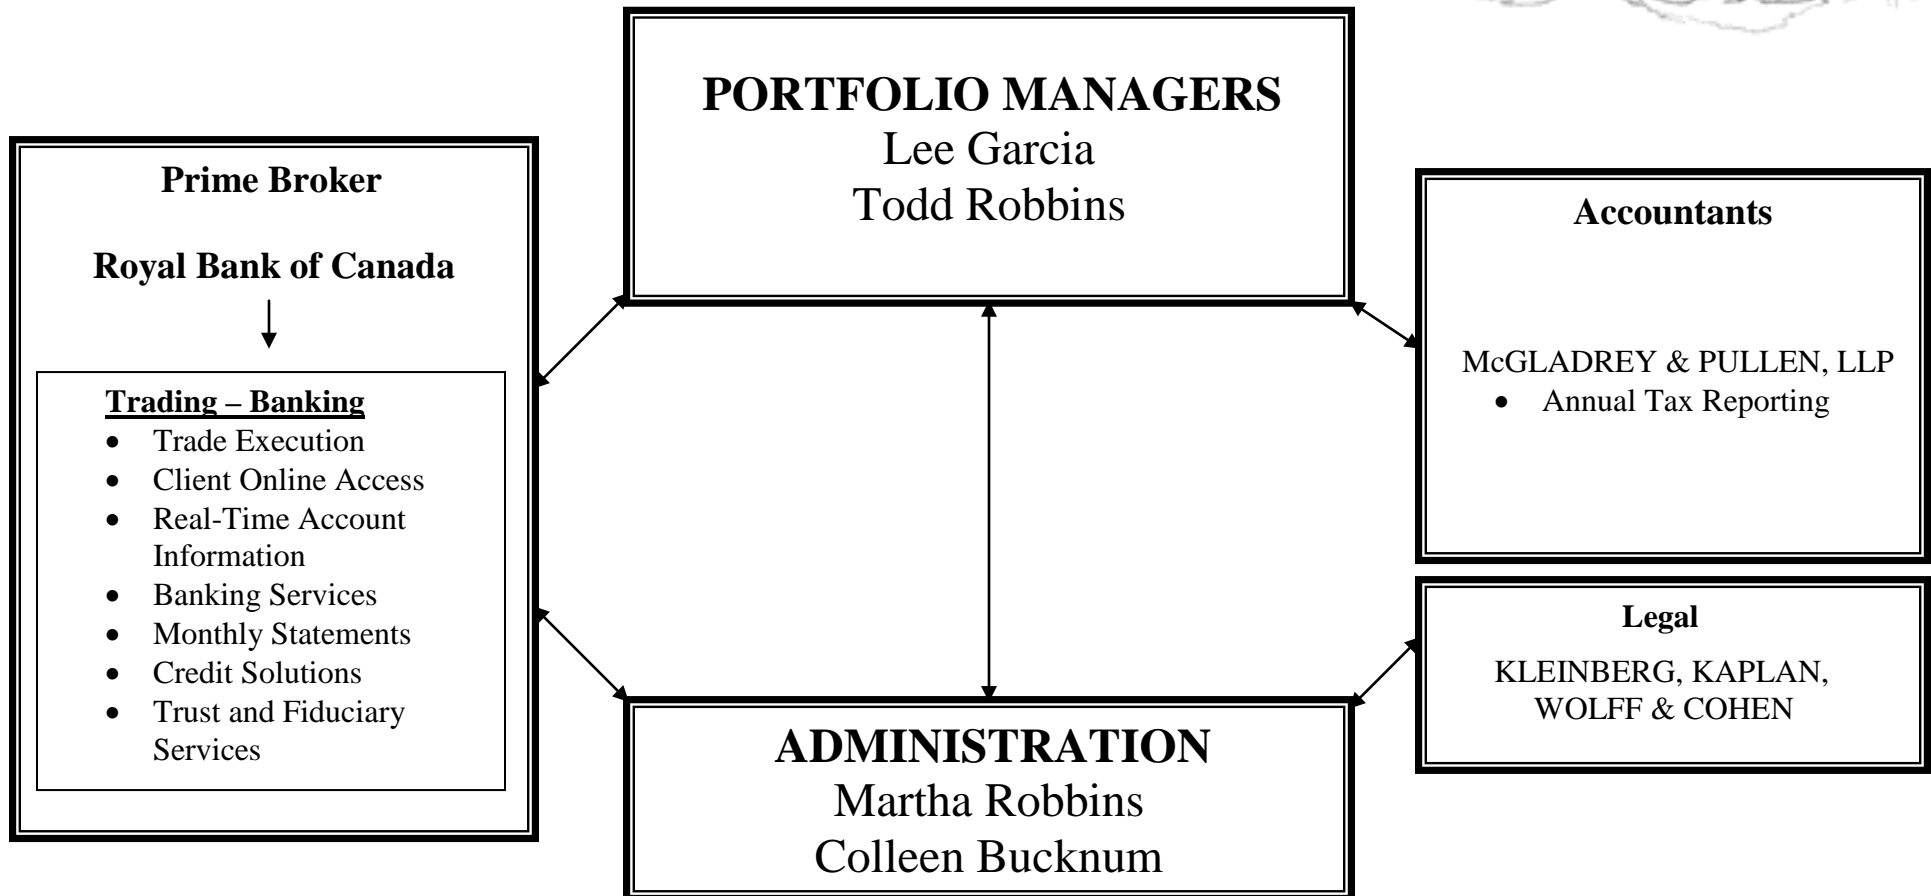 PORTFOLIO MANAGERS
Lee Garcia
Todd Robbins
Prime Broker
Royal Bank of Canada
Trading – Banking
• Trade Execution
• Client Online Access
• Real-Time Account
Information
• Banking Services
• Monthly Statements
• Credit Solutions
• Trust and Fiduciary
Services
Accountants
McGLADREY & PULLEN, LLP
• Annual Tax Reporting
Legal
KLEINBERG, KAPLAN,
WOLFF & COHEN
ADMINISTRATION
Martha Robbins
Colleen Bucknum